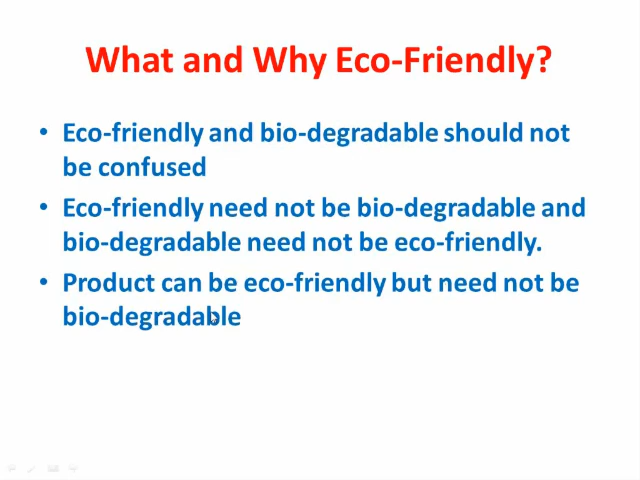 What and Why Eco-Friendly?
• Eco-friendly and bio-degradable should not
be confused
• Eco-friendly need not be bio-degradable and
bio-degradable need not be eco-friendly.
• Product can be eco-friendly but need not be
bio-degradable